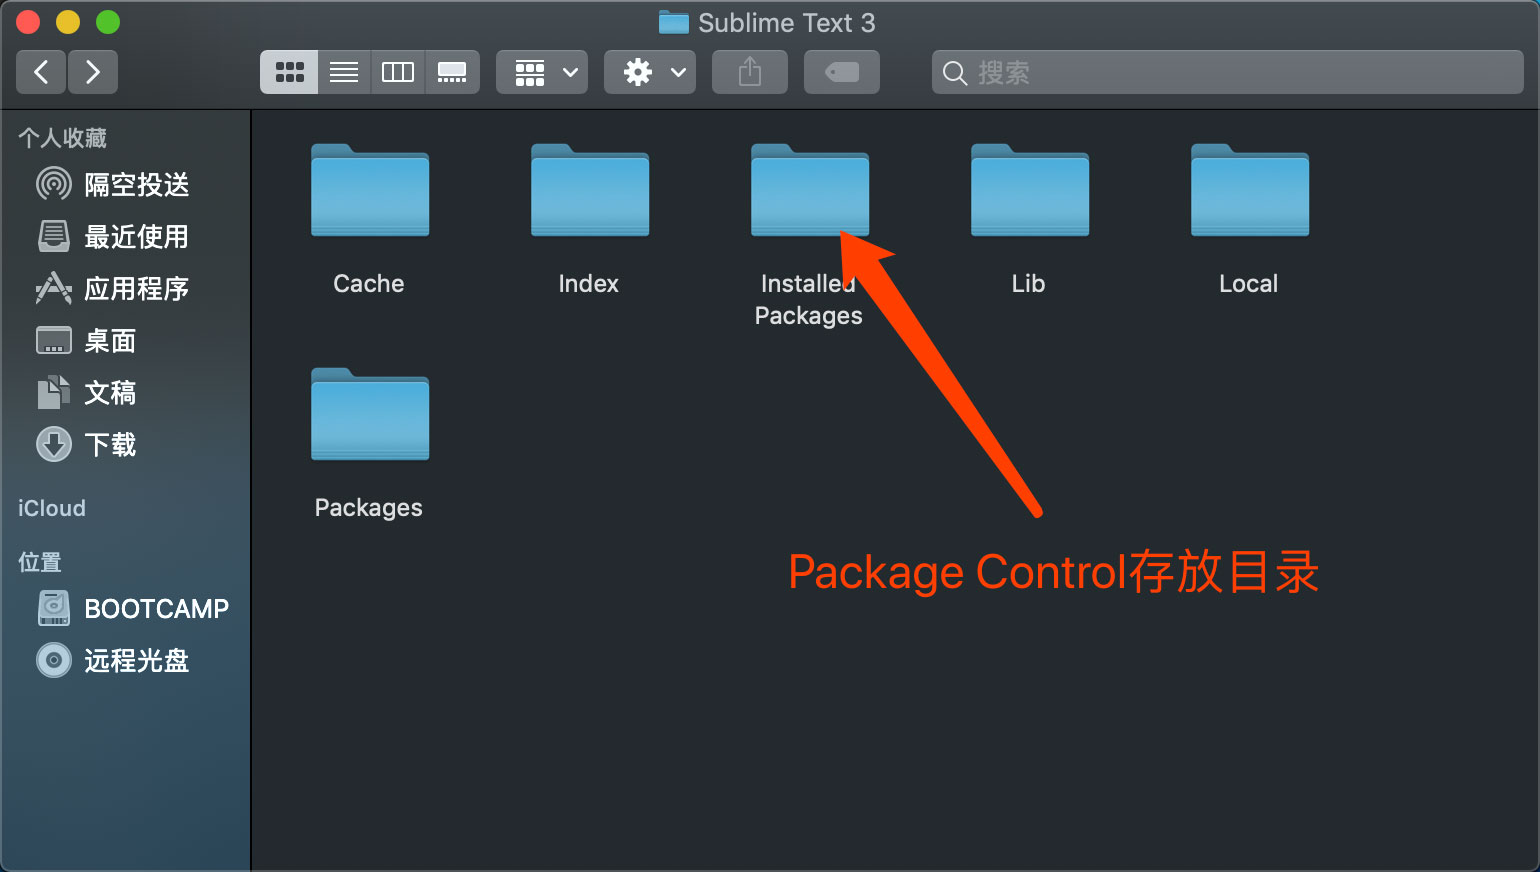 Sublime Text 3
搜索
个人收藏
隔空投送
最近使用
应用程序
桌面
文稿
下载
iCloud
位置
BOOTCAMP
远程光盘
Cache
Index
Installed
Packages
Lib
Local
Packages
Package Control存放目录